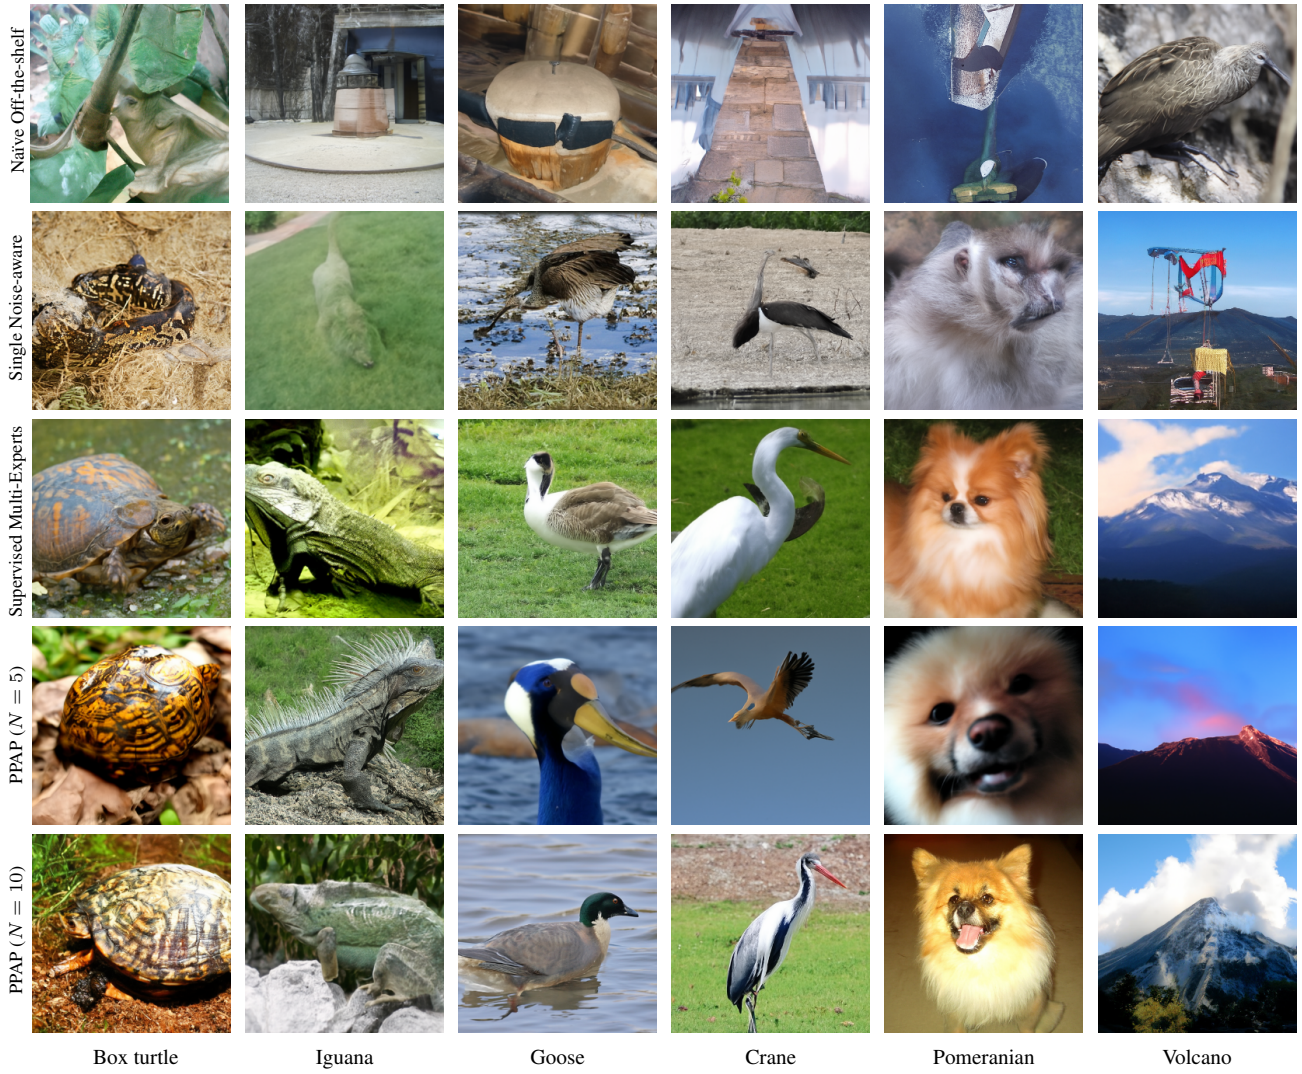 Naïve Off-the-shelf
Single Noise-aware
Supervised Multi-Experts
PPAP (N = 5)
PPAP (N = 10)
Box turtle
Iguana
Goose
Crane
Pomeranian
Volcano